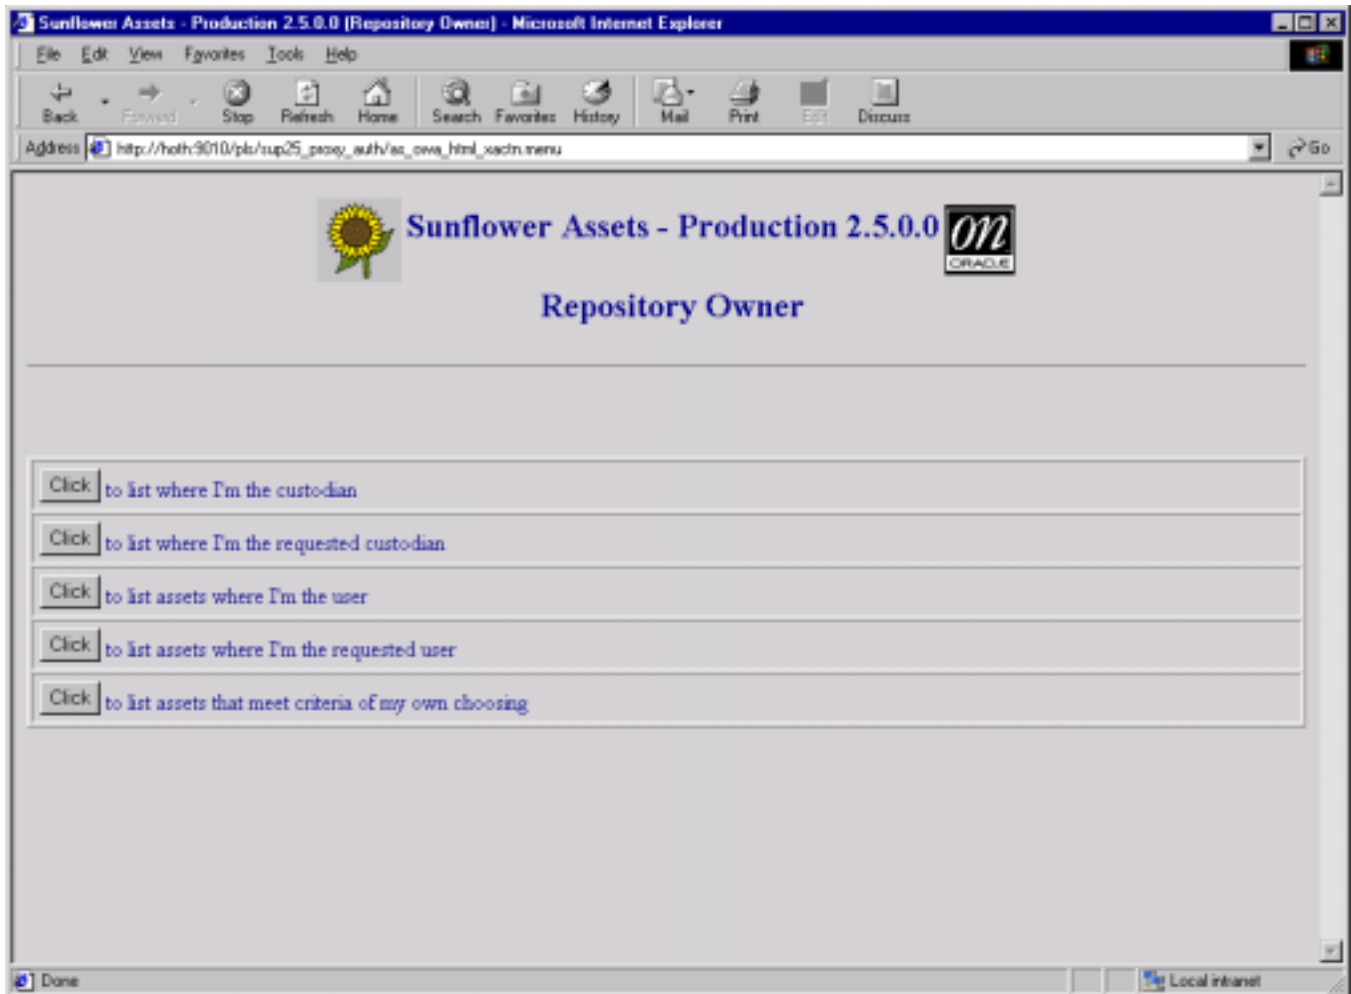 Sunflower Assets - Production 2.5.0.0 (Repository Owner) - Microsoft Internet Explorer
File Edit View Favorites Tools Help
Back Forward Stop Refresh Home Search Favorites History Mail Print Edit Discuss
Address http://hoth:9010/pls/sup25_proxy_auth/as_owa_html_xactn.menu Go
Sunflower Assets - Production 2.5.0.0 on ORACLE
Repository Owner
Click to list where I'm the custodian
Click to list where I'm the requested custodian
Click to list assets where I'm the user
Click to list assets where I'm the requested user
Click to list assets that meet criteria of my own choosing
Done Local intranet